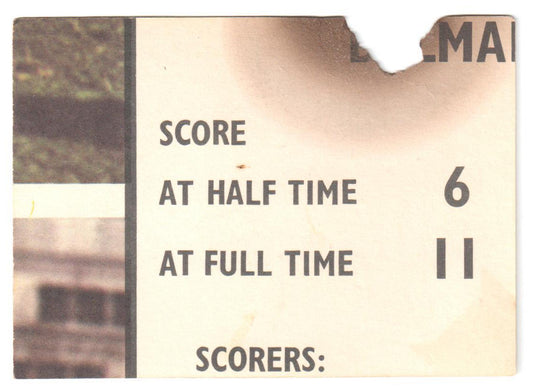 SCORE
AT HALF TIME 6
AT FULL TIME 11
SCORERS: